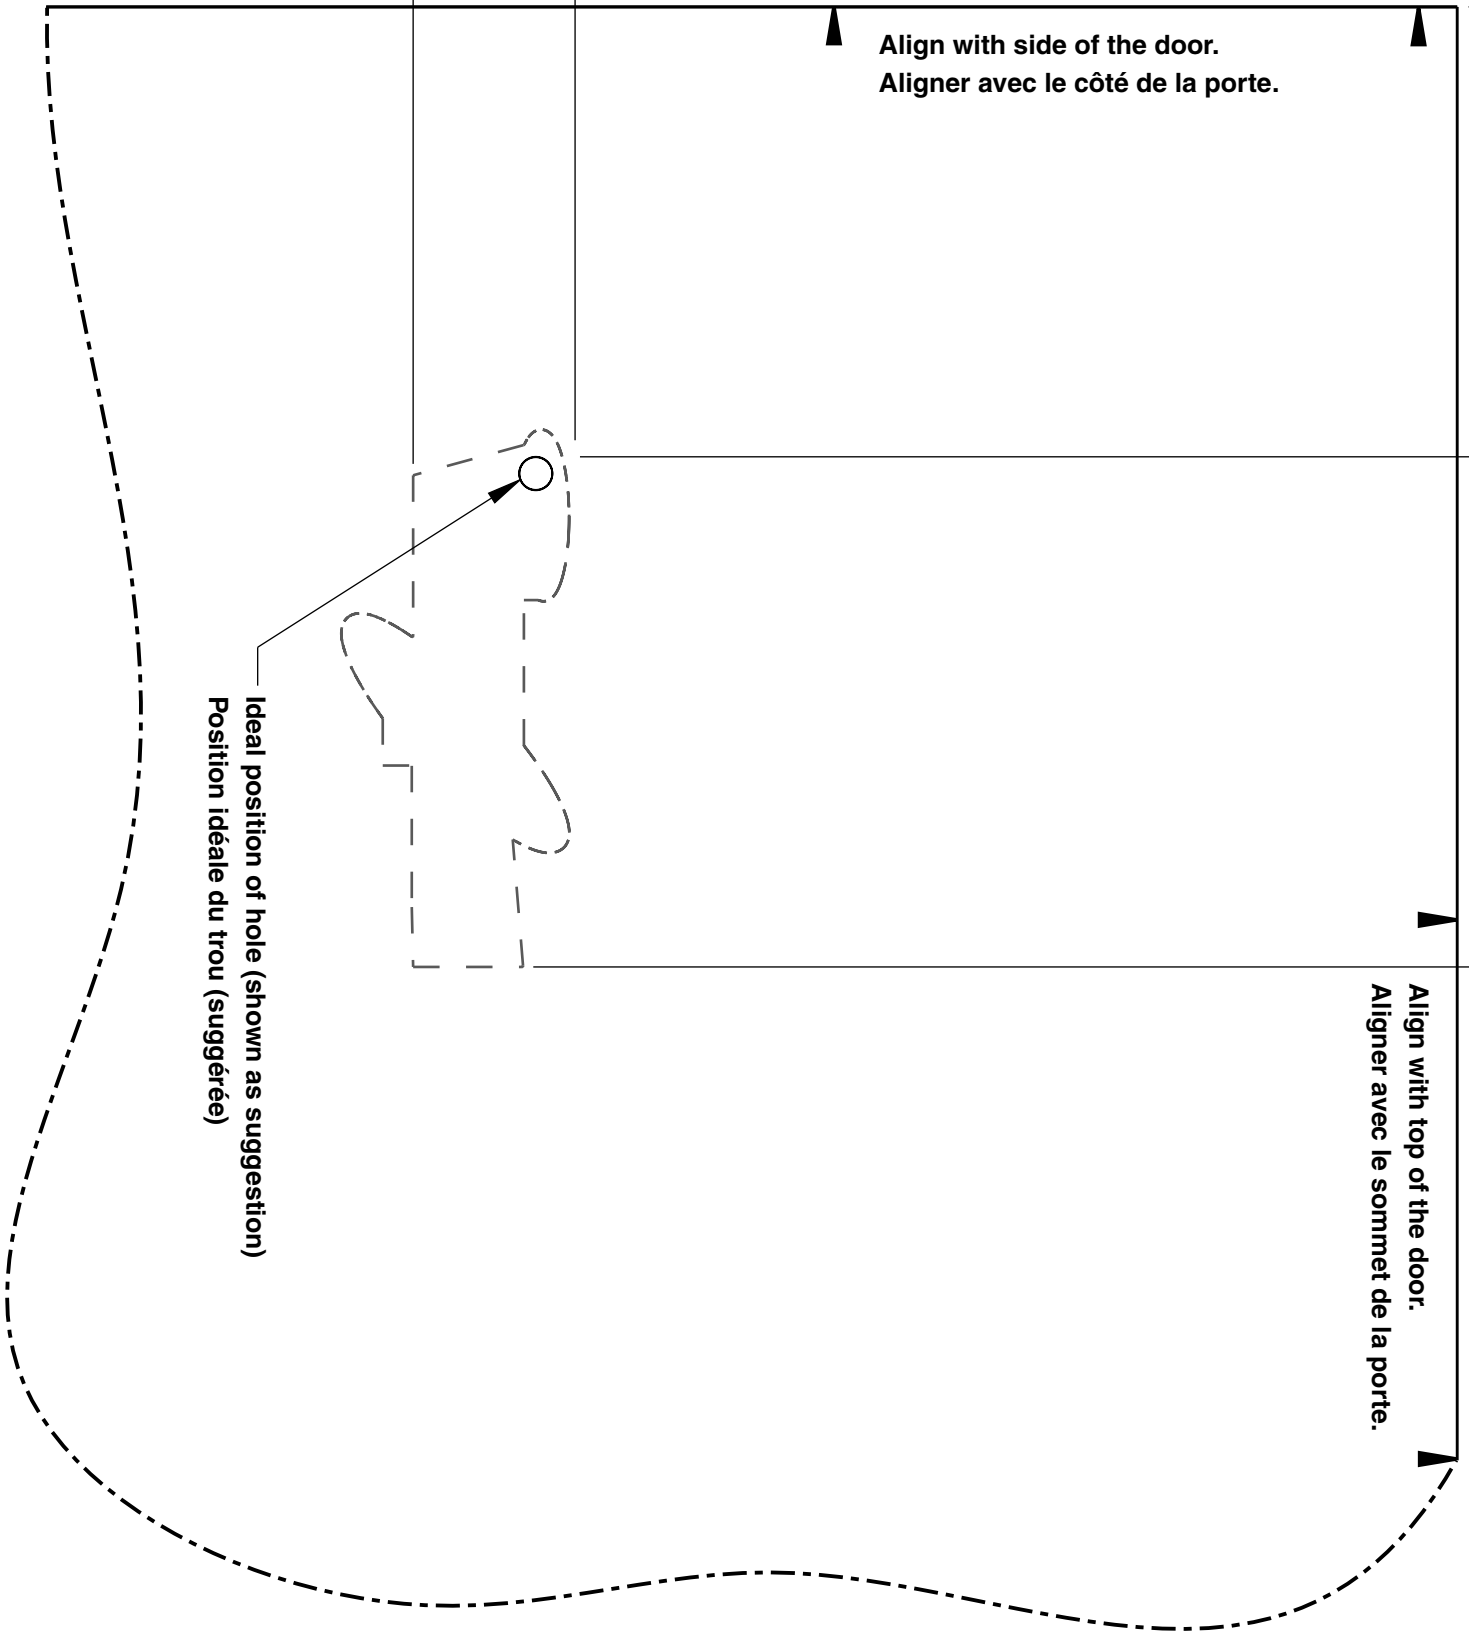 Align with side of the door.
Aligner avec le côté de la porte.
Ideal position of hole (shown as suggestion)
Position idéale du trou (suggérée)
Align with top of the door.
Aligner avec le sommet de la porte.